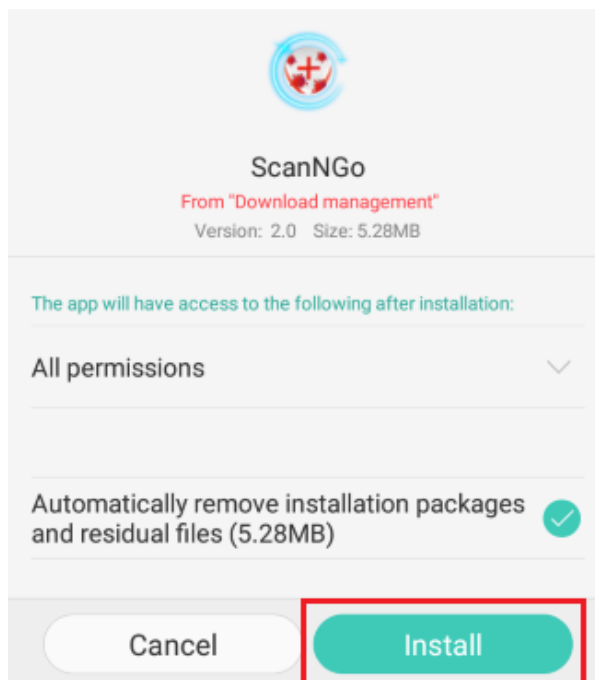 ScanNGo
From "Download management"
Version: 2.0 Size: 5.28MB
The app will have access to the following after installation:
All permissions
Automatically remove installation packages
and residual files (5.28MB)
Cancel
Install